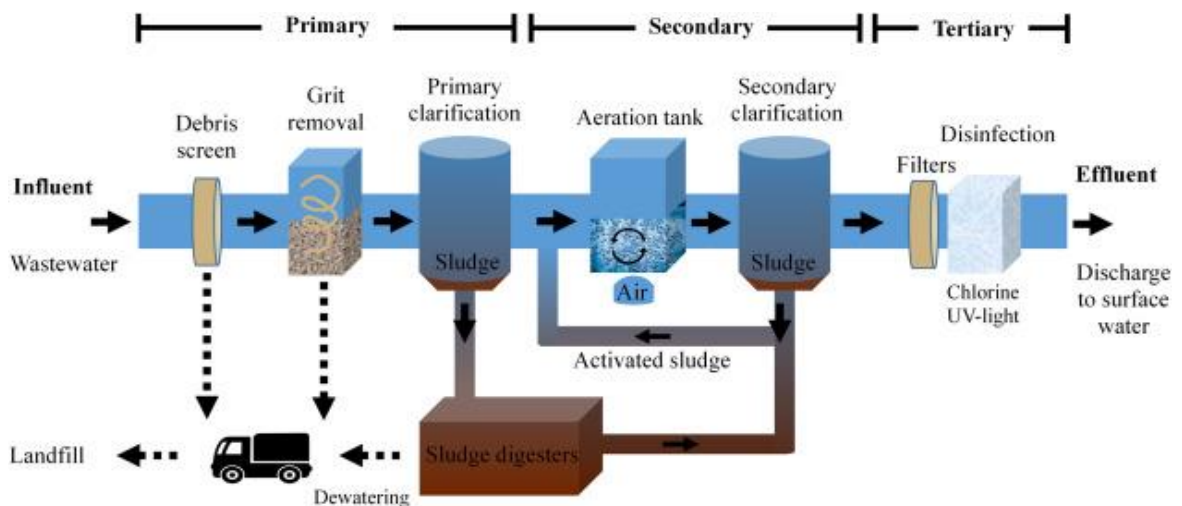 Primary
Secondary
Tertiary
Debris
screen
Grit
removal
Primary
clarification
Aeration tank
Secondary
clarification
Filters
Disinfection
Influent
Wastewater
Effluent
Sludge
Sludge
Air
Chlorine
UV-light
Discharge
to surface
water
Activated sludge
Landfill
Sludge digesters
Dewatering